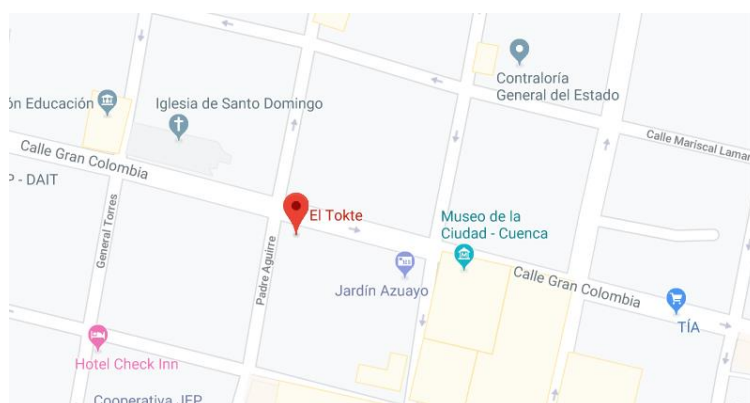 Contraloría
General del Estado
ón Educación
Iglesia de Santo Domingo
Calle Mariscal Lamar
Calle Gran Colombia
P - DAIT
General Torres
El Tokte
Padre Aguirre
Museo de la
Ciudad - Cuenca
Jardín Azuayo
Calle Gran Colombia
TÍA
Hotel Check Inn
Cooperativa JEP